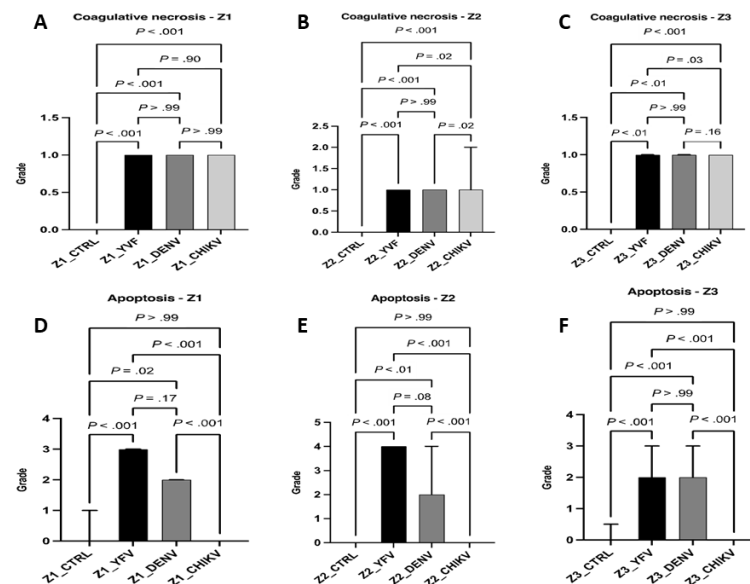 A
Coagulative necrosis - Z1
P < .001
P = .90
P < .001
P > .99
P < .001
P > .99
Grade
1.5
1.0
0.5
0.0
Z1_CTRL
Z1_YVF
Z1_DENV
Z1_CHIKV
B
Coagulative necrosis - Z2
P < .001
P = .02
P < .001
P > .99
P < .001
P = .02
Grade
2.5
2.0
1.5
1.0
0.5
0.0
Z2_CTRL
Z2_YVF
Z2_DENV
Z2_CHIKV
C
Coagulative necrosis - Z3
P < .001
P = .03
P < .01
P > .99
P < .01
P = .16
Grade
1.5
1.0
0.5
0.0
Z3_CTRL
Z3_YVF
Z3_DENV
Z3_CHIKV
D
Apoptosis - Z1
P > .99
P < .001
P = .02
P = .17
P < .001
P < .001
Grade
4
3
2
1
0
Z1_CTRL
Z1_YFV
Z1_DENV
Z1_CHIKV
E
Apoptosis - Z2
P > .99
P < .001
P < .01
P = .08
P < .001
P < .001
Grade
5
4
3
2
1
0
Z2_CTRL
Z2_YFV
Z2_DENV
Z2_CHIKV
F
Apoptosis - Z3
P > .99
P < .001
P < .001
P > .99
P < .001
P < .001
Grade
4
3
2
1
0
Z3_CTRL
Z3_YFV
Z3_DENV
Z3_CHIKV